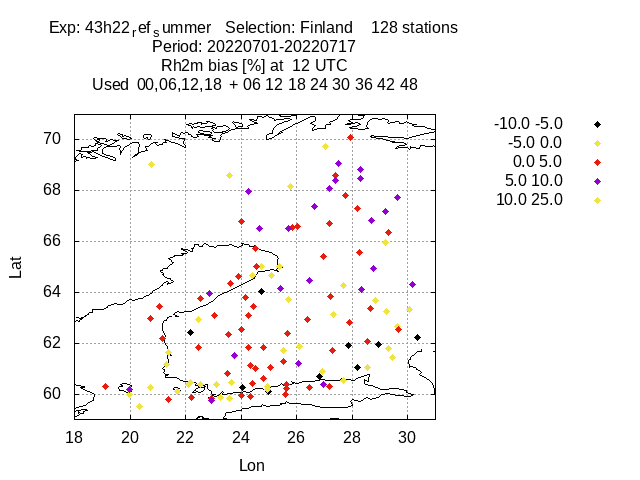 Exp: 43h22ref summer Selection: Finland 128 stations
Period: 20220701-20220717
Rh2m bias [%] at 12 UTC
Used 00,06,12,18 + 06 12 18 24 30 36 42 48
-10.0 -5.0
-5.0 0.0
0.0 5.0
5.0 10.0
10.0 25.0
70
68
66
64
62
60
Lat
18 20 22 24 26 28 30
Lon